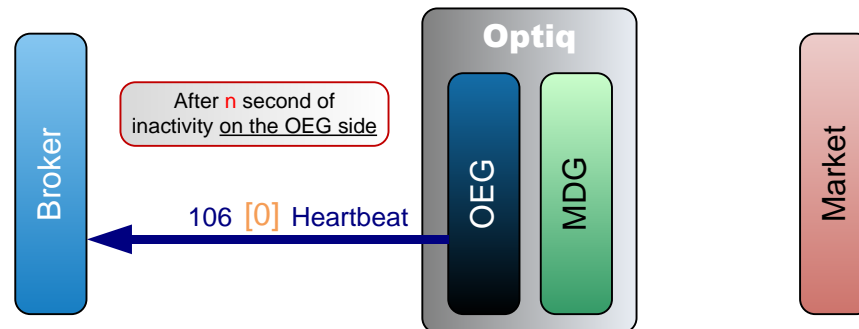 Optiq
After n second of
inactivity on the OEG side
Broker
106 [0] Heartbeat
OEG
MDG
Market